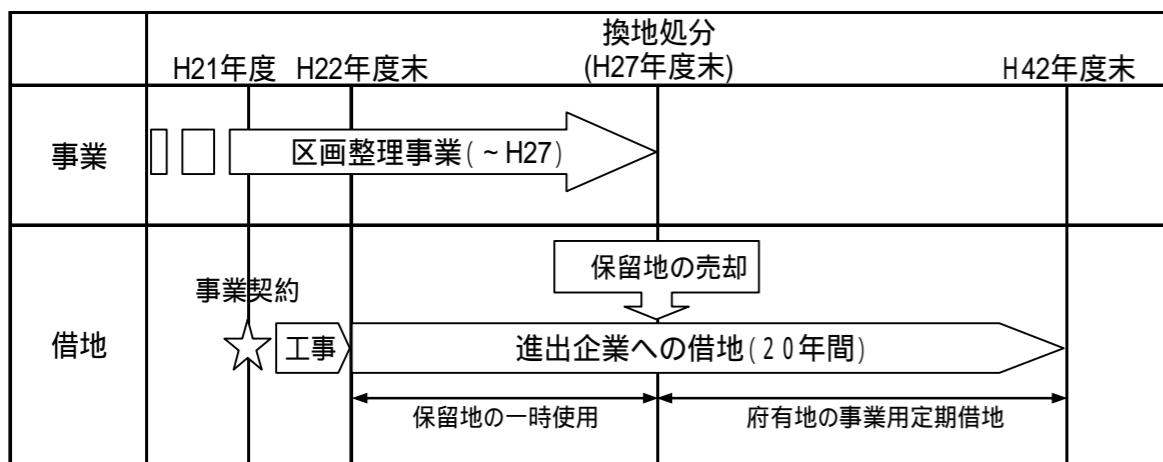 換地処分
H21年度 H22年度末 (H27年度末) H42年度末
事業 区画整理事業(~H27)
保留地の売却
事業契約
借地 工事 進出企業への借地(20年間)
保留地の一時使用 府有地の事業用定期借地